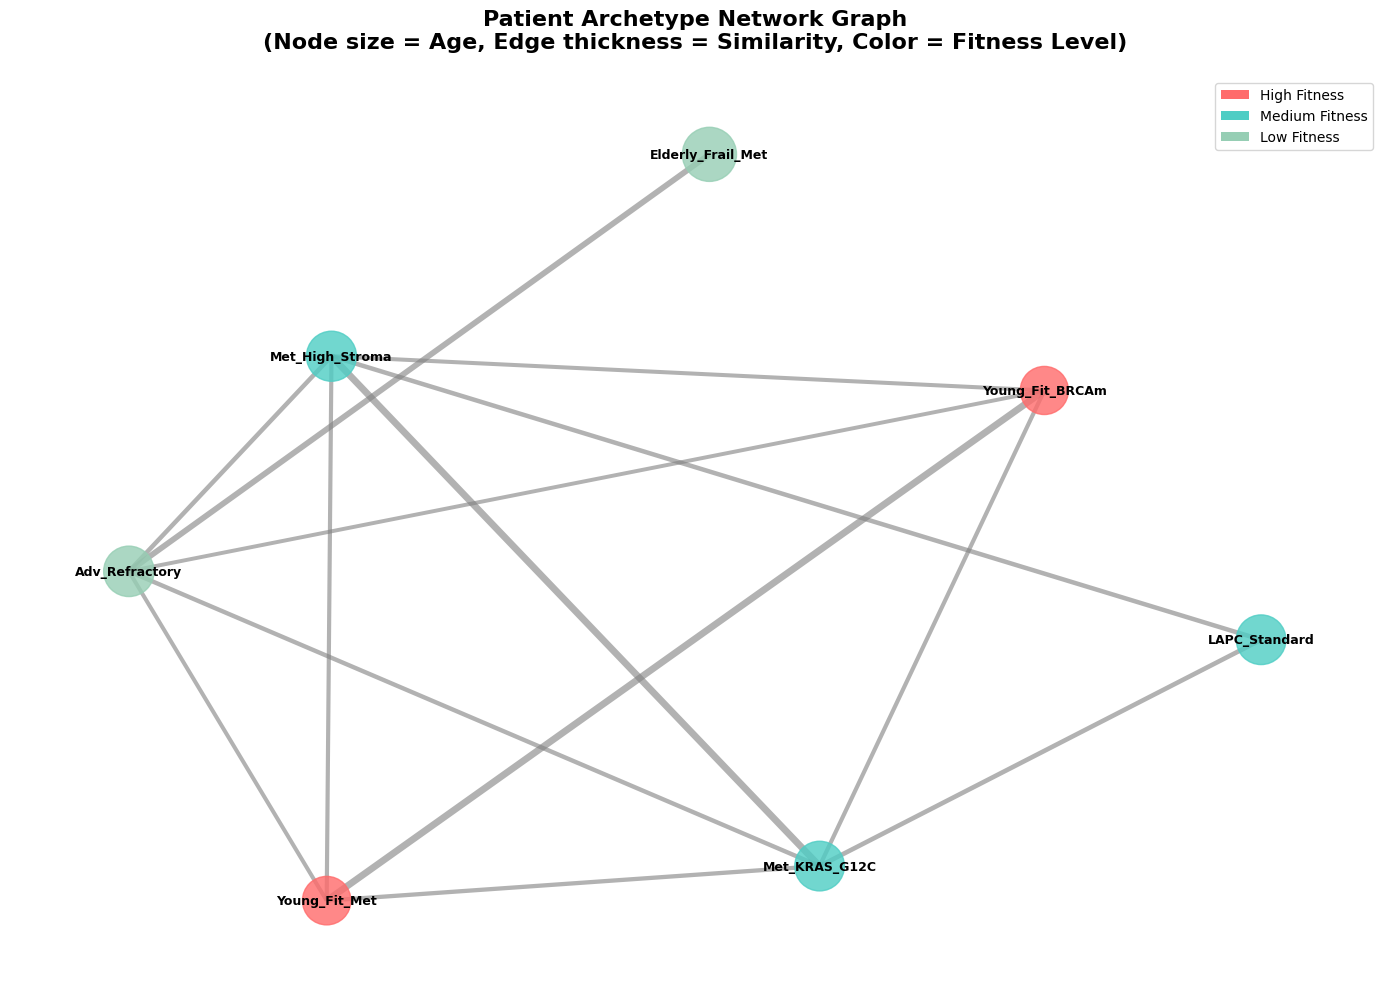 Patient Archetype Network Graph
(Node size = Age, Edge thickness = Similarity, Color = Fitness Level)
High Fitness
Medium Fitness
Low Fitness
Elderly_Frail_Met
Met_High_Stroma
Young_Fit_BRCAm
Adv_Refractory
LAPC_Standard
Met_KRAS_G12C
Young_Fit_Met